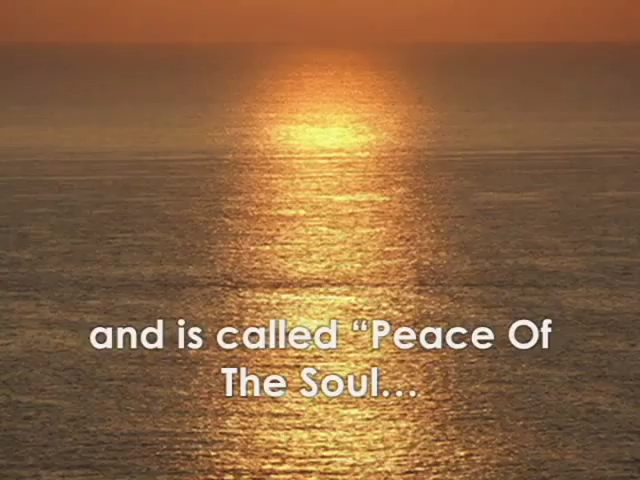 and is called “Peace Of
The Soul…